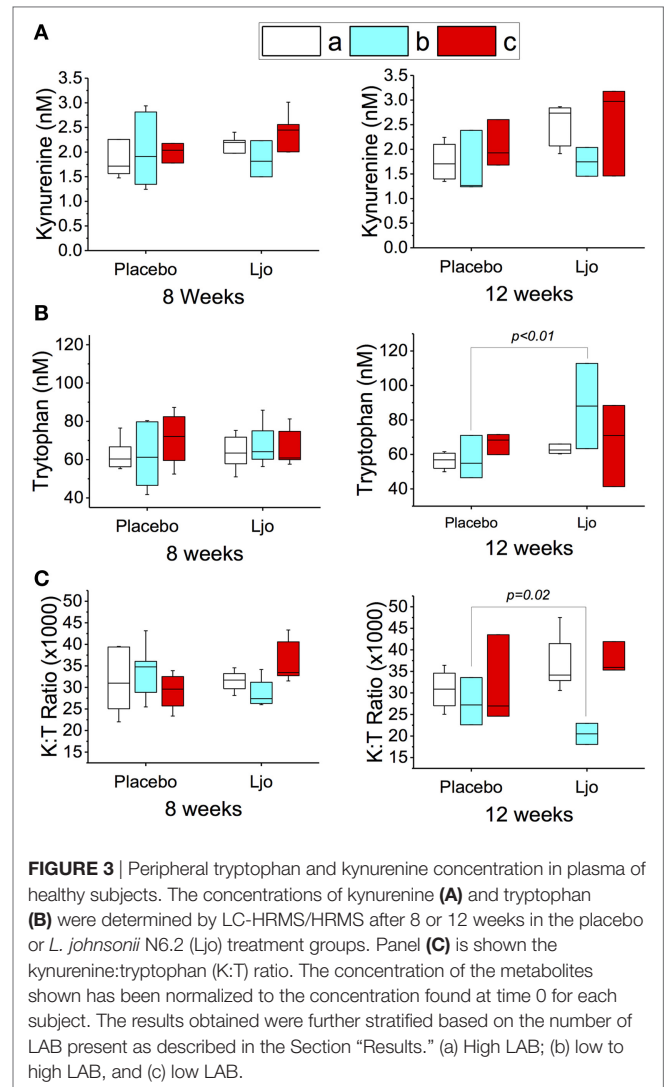 A
a b c
Kynurenine (nM)
3.5
3.0
2.5
2.0
1.5
1.0
0.5
0.0
Placebo Ljo
8 Weeks
Kynurenine (nM)
3.5
3.0
2.5
2.0
1.5
1.0
0.5
0.0
Placebo Ljo
12 weeks
B
Trytophan (nM)
120
100
80
60
40
Placebo Ljo
8 weeks
p<0.01
Tryptophan (nM)
120
100
80
60
40
Placebo Ljo
12 weeks
C
K:T Ratio (x1000)
50
45
40
35
30
25
20
15
Placebo Ljo
8 weeks
p=0.02
K:T Ratio (x1000)
50
45
40
35
30
25
20
15
Placebo Ljo
12 weeks
FIGURE 3 | Peripheral tryptophan and kynurenine concentration in plasma of
healthy subjects. The concentrations of kynurenine (A) and tryptophan
(B) were determined by LC-HRMS/HRMS after 8 or 12 weeks in the placebo
or L. johnsonii N6.2 (Ljo) treatment groups. Panel (C) is shown the
kynurenine:tryptophan (K:T) ratio. The concentration of the metabolites
shown has been normalized to the concentration found at time 0 for each
subject. The results obtained were further stratified based on the number of
LAB present as described in the Section “Results.” (a) High LAB; (b) low to
high LAB, and (c) low LAB.